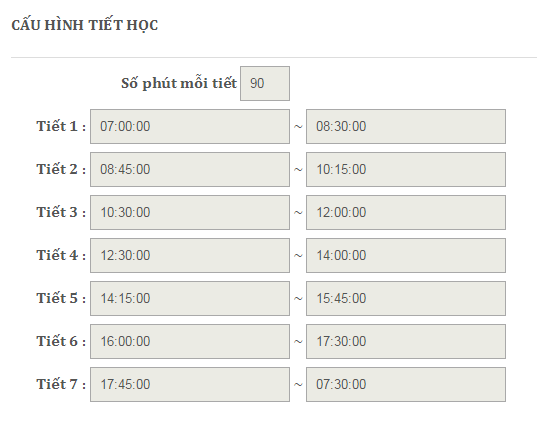 CẤU HÌNH TIẾT HỌC
Số phút mỗi tiết 90
Tiết 1 : 07:00:00 ~ 08:30:00
Tiết 2 : 08:45:00 ~ 10:15:00
Tiết 3 : 10:30:00 ~ 12:00:00
Tiết 4 : 12:30:00 ~ 14:00:00
Tiết 5 : 14:15:00 ~ 15:45:00
Tiết 6 : 16:00:00 ~ 17:30:00
Tiết 7 : 17:45:00 ~ 07:30:00